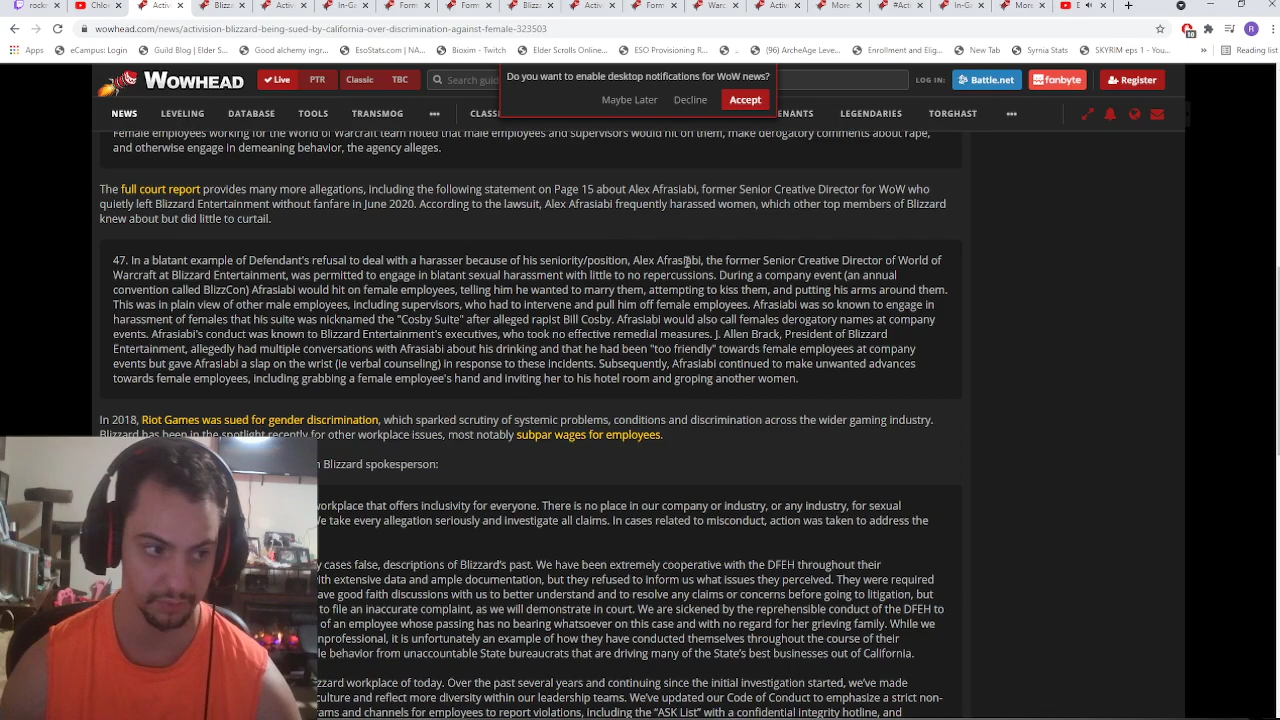 rocks
Chlo
Activ
Blizz
activ
In-G
Forn
Form
Blizz
Activ
Form
War
Activ
More
#Act
In-G
More
E
wowhead.com/news/activision-blizzard-being-sued-by-california-over-discrimination-against-female-323503
10
R
Apps
eCampus: Login
Guild Blog | Elder S...
Good alchemy ingr...
EsoStats.com | NA...
Bioxim - Twitch
Elder Scrolls Onlin...
ESO Provisioning R...
..
(96) ArcheAge Leve...
Enrollment and Elig...
New Tab
Syrnia Stats
SKYRIM eps 1 - You...
»
Reading list
WOWHEAD
Live
PTR
Classic
TBC
Search guid
Do you want to enable desktop notifications for WoW news?
Maybe Later
Decline
Accept
LOG IN:
Battle.net
fanbyte
Register
NEWS
LEVELING
DATABASE
TOOLS
TRANSMOG
CLASS
ENANTS
LEGENDARIES
TORGHAST
Female employees working for the World of Warcraft team noted that male employees and supervisors would hit on them, make derogatory comments about rape,
and otherwise engage in demeaning behavior, the agency alleges.
The full court report provides many more allegations, including the following statement on Page 15 about Alex Afrasiabi, former Senior Creative Director for WoW who
quietly left Blizzard Entertainment without fanfare in June 2020. According to the lawsuit, Alex Afrasiabi frequently harassed women, which other top members of Blizzard
knew about but did little to curtail.
47. In a blatant example of Defendant's refusal to deal with a harasser because of his seniority/position, Alex Afrasiabi, the former Senior Creative Director of World of
Warcraft at Blizzard Entertainment, was permitted to engage in blatant sexual harassment with little to no repercussions. During a company event (an annual
convention called BlizzCon) Afrasiabi would hit on female employees, telling him he wanted to marry them, attempting to kiss them, and putting his arms around them.
This was in plain view of other male employees, including supervisors, who had to intervene and pull him off female employees. Afrasiabi was so known to engage in
harassment of females that his suite was nicknamed the "Cosby Suite" after alleged rapist Bill Cosby. Afrasiabi would also call females derogatory names at company
events. Afrasiabi's conduct was known to Blizzard Entertainment's executives, who took no effective remedial measures. J. Allen Brack, President of Blizzard
Entertainment, allegedly had multiple conversations with Afrasiabi about his drinking and that he had been "too friendly" towards female employees at company
events but gave Afrasiabi a slap on the wrist (ie verbal counseling) in response to these incidents. Subsequently, Afrasiabi continued to make unwanted advances
towards female employees, including grabbing a female employee's hand and inviting her to his hotel room and groping another women.
In 2018, Riot Games was sued for gender discrimination, which sparked scrutiny of systemic problems, conditions and discrimination across the wider gaming industry.
Blizzard has been in the spotlight recently for other workplace issues, most notably subpar wages for employees.
n Blizzard spokesperson:
orkplace that offers inclusivity for everyone. There is no place in our company or industry, or any industry, for sexual
e take every allegation seriously and investigate all claims. In cases related to misconduct, action was taken to address the
y cases false, descriptions of Blizzard's past. We have been extremely cooperative with the DFEH throughout their
ith extensive data and ample documentation, but they refused to inform us what issues they perceived. They were required
ave good faith discussions with us to better understand and to resolve any claims or concerns before going to litigation, but
to file an inaccurate complaint, as we will demonstrate in court. We are sickened by the reprehensible conduct of the DFEH to
of an employee whose passing has no bearing whatsoever on this case and with no regard for her grieving family. While we
nprofessional, it is unfortunately an example of how they have conducted themselves throughout the course of their
le behavior from unaccountable State bureaucrats that are driving many of the State's best businesses out of California.
zzard workplace of today. Over the past several years and continuing since the initial investigation started, we've made
culture and reflect more diversity within our leadership teams. We've updated our Code of Conduct to emphasize a strict non-
rams and channels for employees to report violations, including the "ASK List" with a confidential integrity hotline, and